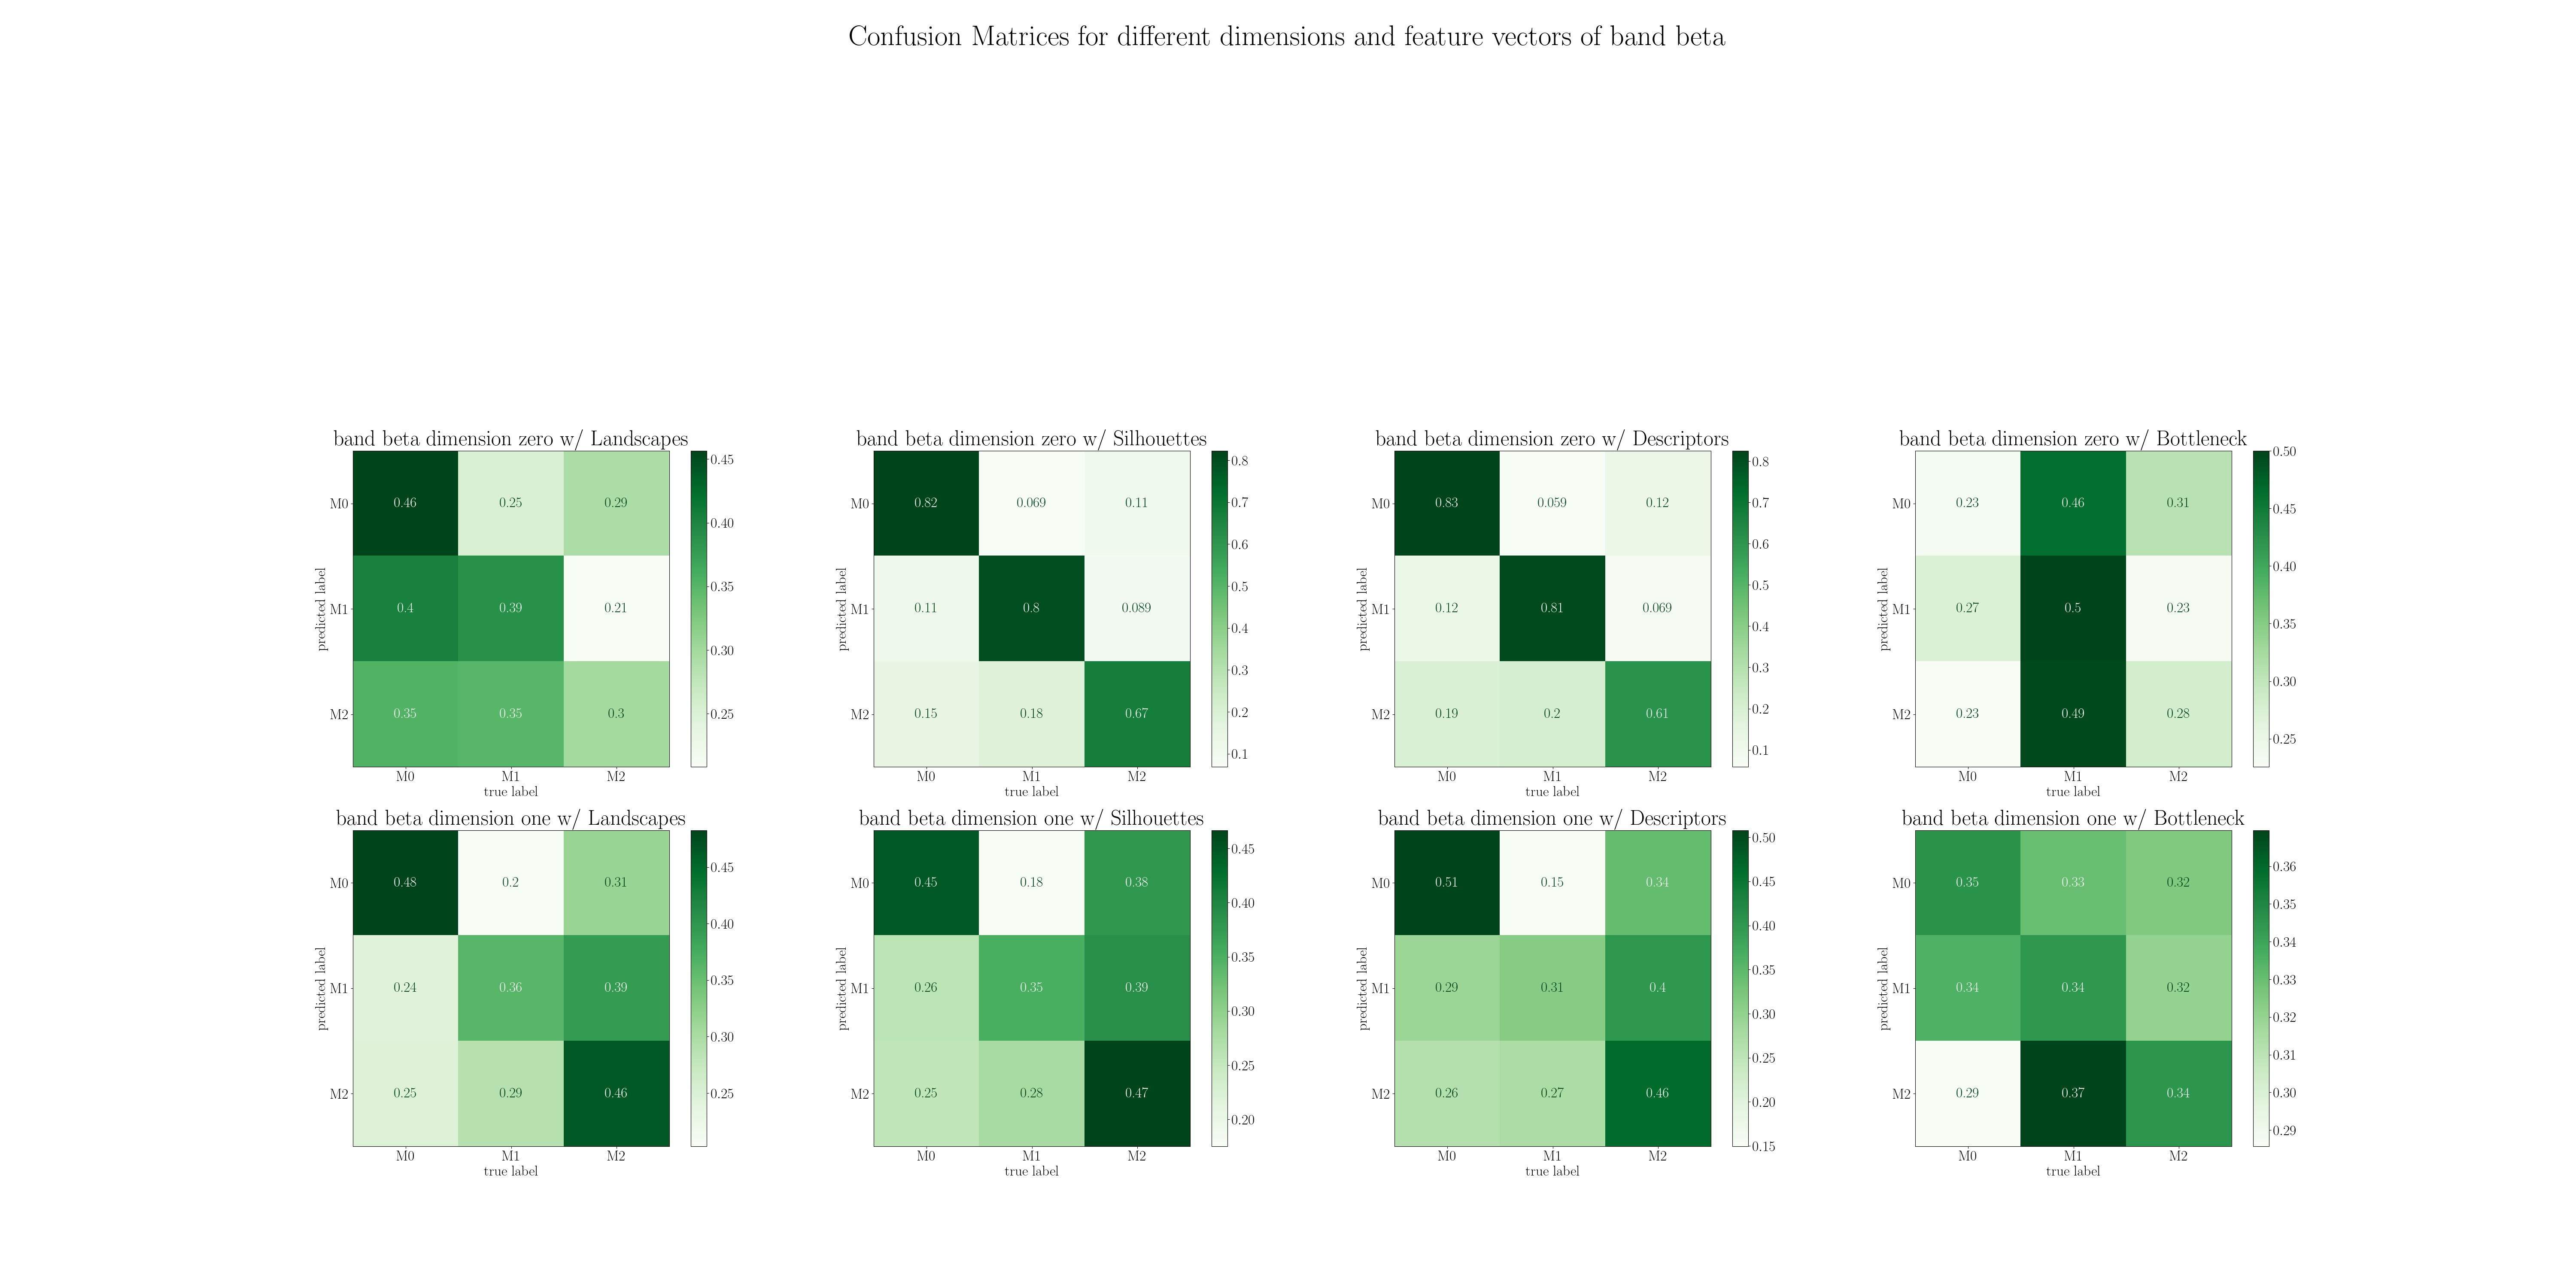 Confusion Matrices for different dimensions and feature vectors of band beta
band beta dimension zero w/ Landscapes
M0 0.46 0.25 0.29
M1 0.4 0.39 0.21
M2 0.35 0.35 0.3
M0 M1 M2
true label
predicted label
0.45
0.40
0.35
0.30
0.25
band beta dimension zero w/ Silhouettes
M0 0.82 0.069 0.11
M1 0.11 0.8 0.089
M2 0.15 0.18 0.67
M0 M1 M2
true label
predicted label
0.8
0.7
0.6
0.5
0.4
0.3
0.2
0.1
band beta dimension zero w/ Descriptors
M0 0.83 0.059 0.12
M1 0.12 0.81 0.069
M2 0.19 0.2 0.61
M0 M1 M2
true label
predicted label
0.8
0.7
0.6
0.5
0.4
0.3
0.2
0.1
band beta dimension zero w/ Bottleneck
M0 0.23 0.46 0.31
M1 0.27 0.5 0.23
M2 0.23 0.49 0.28
M0 M1 M2
true label
predicted label
0.50
0.45
0.40
0.35
0.30
0.25
band beta dimension one w/ Landscapes
M0 0.48 0.2 0.31
M1 0.24 0.36 0.39
M2 0.25 0.29 0.46
M0 M1 M2
true label
predicted label
0.45
0.40
0.35
0.30
0.25
band beta dimension one w/ Silhouettes
M0 0.45 0.18 0.38
M1 0.26 0.35 0.39
M2 0.25 0.28 0.47
M0 M1 M2
true label
predicted label
0.45
0.40
0.35
0.30
0.25
0.20
band beta dimension one w/ Descriptors
M0 0.51 0.15 0.34
M1 0.29 0.31 0.4
M2 0.26 0.27 0.46
M0 M1 M2
true label
predicted label
0.50
0.45
0.40
0.35
0.30
0.25
0.20
0.15
band beta dimension one w/ Bottleneck
M0 0.35 0.33 0.32
M1 0.34 0.34 0.32
M2 0.29 0.37 0.34
M0 M1 M2
true label
predicted label
0.36
0.35
0.34
0.33
0.32
0.31
0.30
0.29